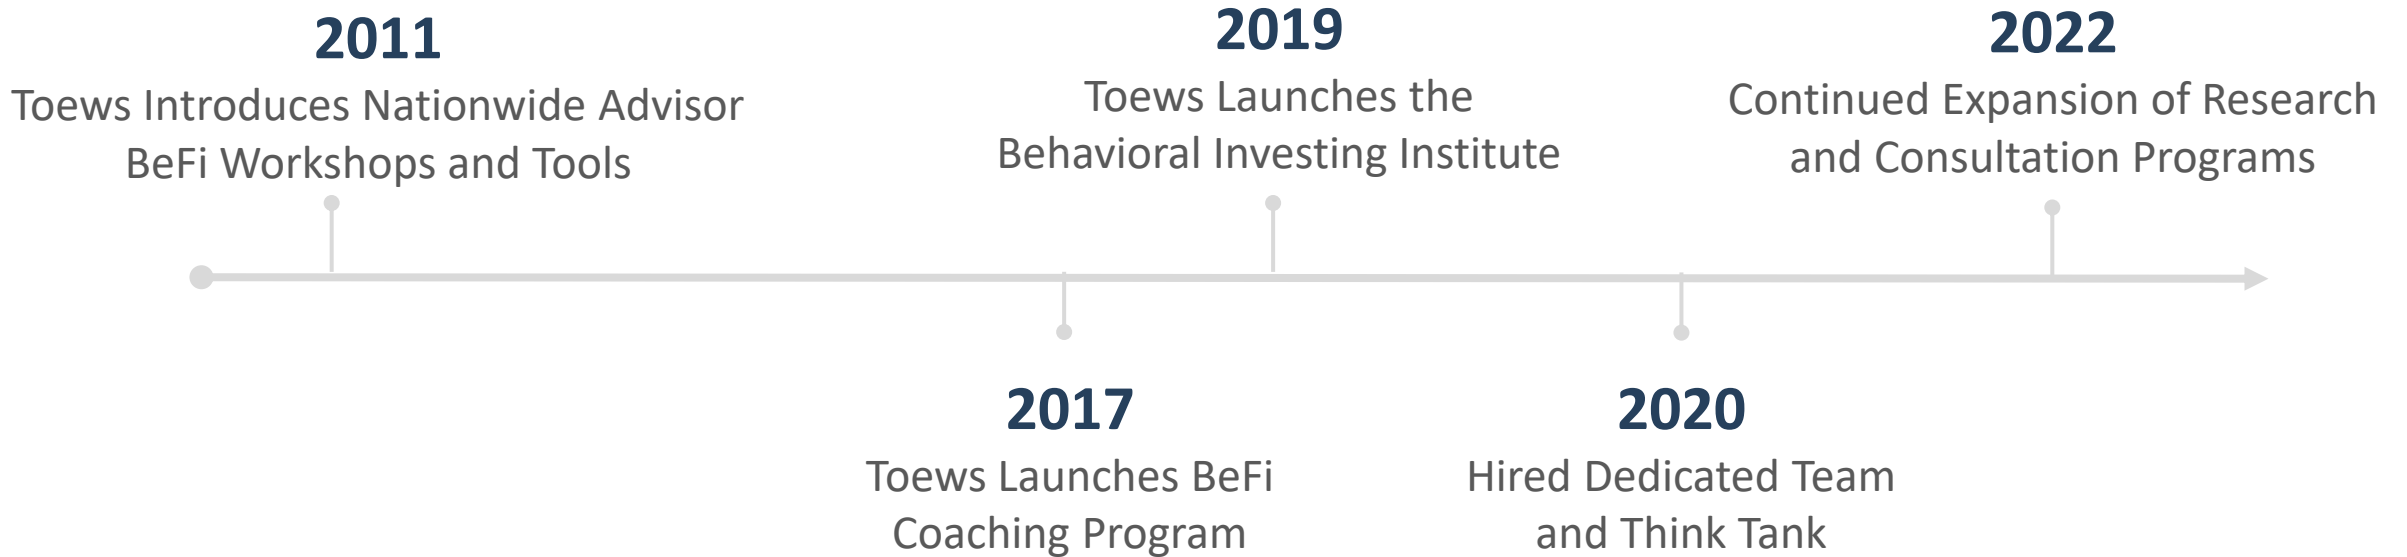 2011
Toews Introduces Nationwide Advisor
BeFi Workshops and Tools
2017
Toews Launches BeFi
Coaching Program
2019
Toews Launches the
Behavioral Investing Institute
2020
Hired Dedicated Team
and Think Tank
2022
Continued Expansion of Research
and Consultation Programs